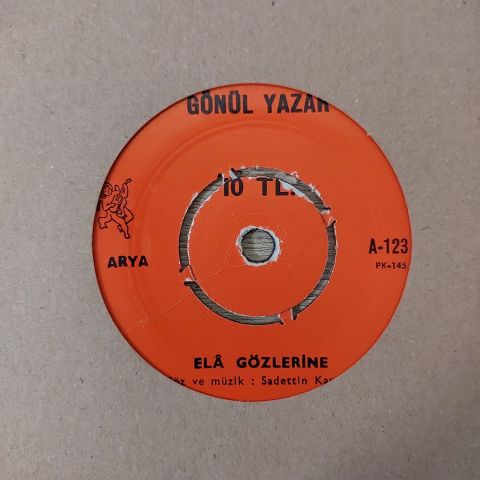 GÖNÜL YAZAR
10 TL.
A-123
PK-145
ARYA
ELÂ GÖZLERİNE
Söz ve müzik : Sadettin